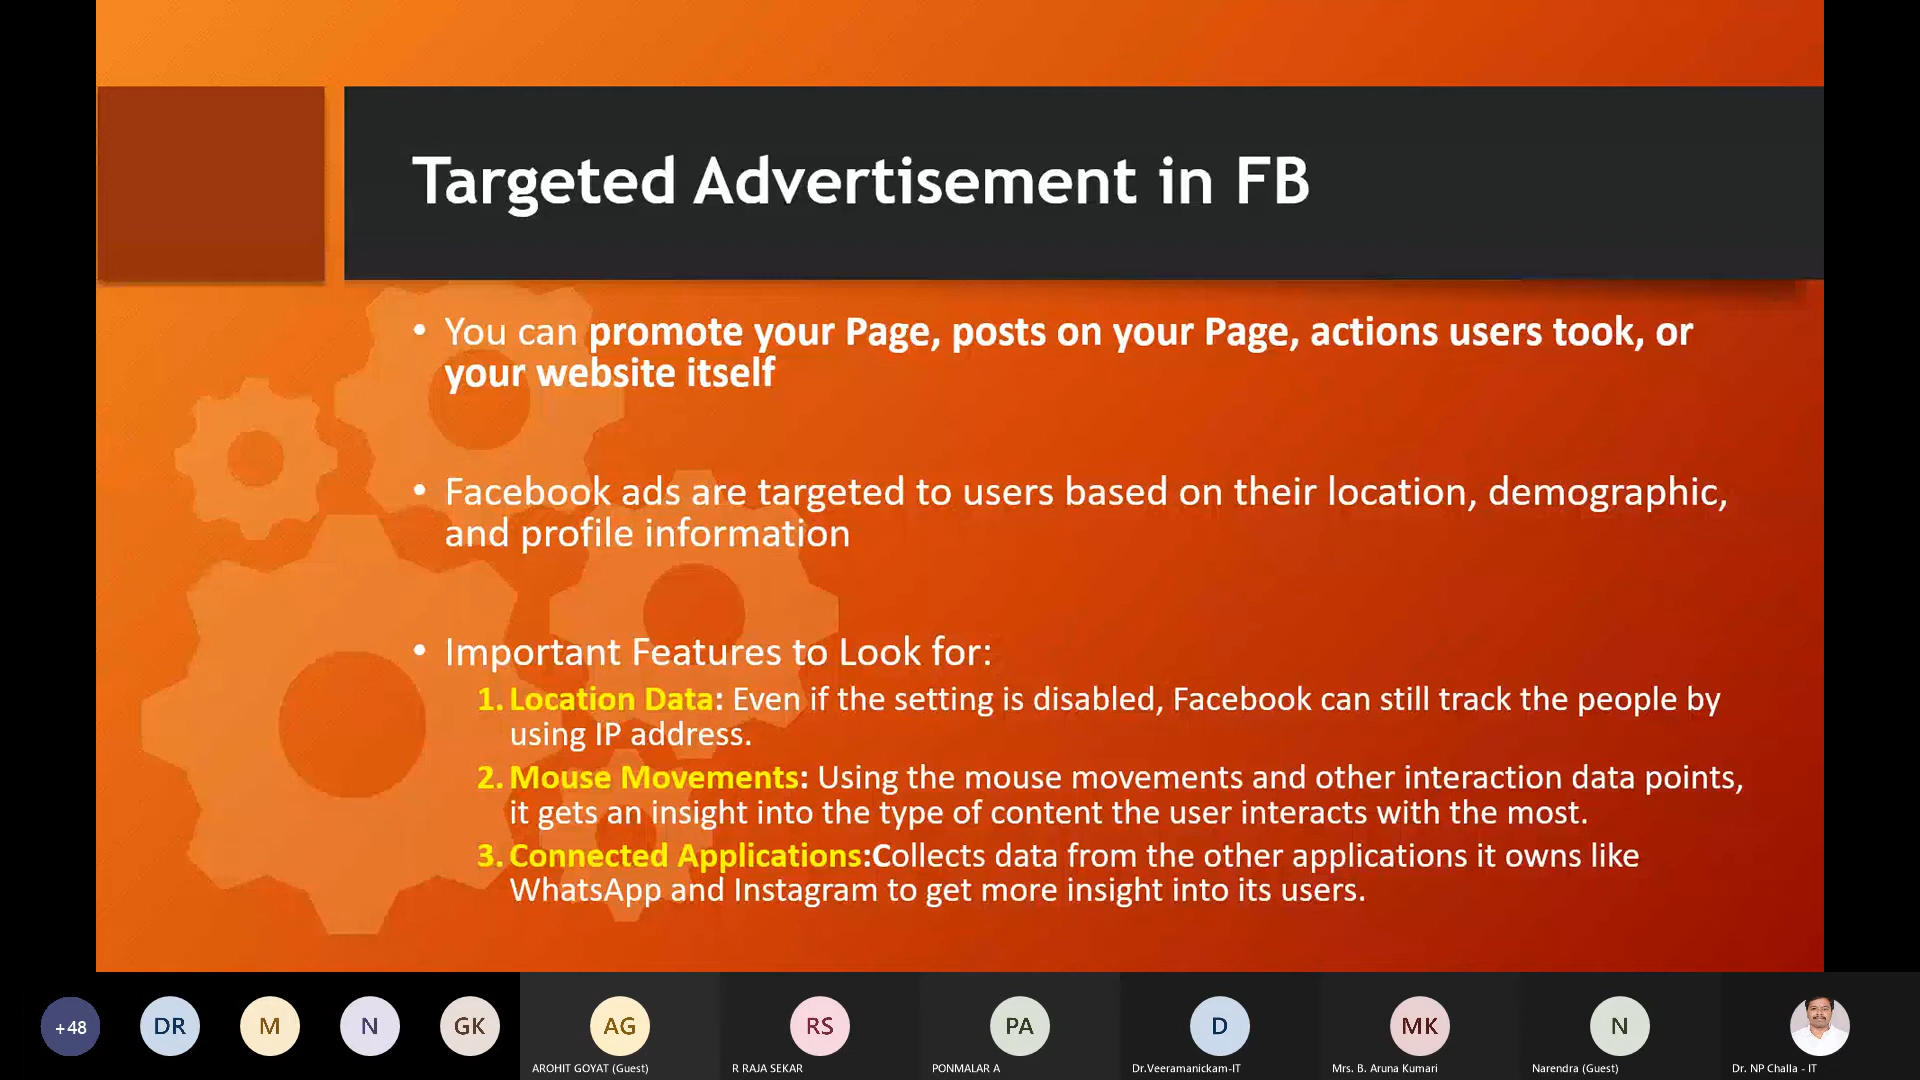 Targeted Advertisement in FB
• You can promote your Page, posts on your Page, actions users took, or
your website itself
• Facebook ads are targeted to users based on their location, demographic,
and profile information
• Important Features to Look for:
1. Location Data: Even if the setting is disabled, Facebook can still track the people by
using IP address.
2. Mouse Movements: Using the mouse movements and other interaction data points,
it gets an insight into the type of content the user interacts with the most.
3. Connected Applications:Collects data from the other applications it owns like
WhatsApp and Instagram to get more insight into its users.
+48 DR M N GK AG RS PA D MK N
AROHIT GOYAT (Guest) R RAJA SEKAR PONMALAR A Dr.Veeramanickam-IT Mrs. B. Aruna Kumari Narendra (Guest) Dr. NP Challa - IT